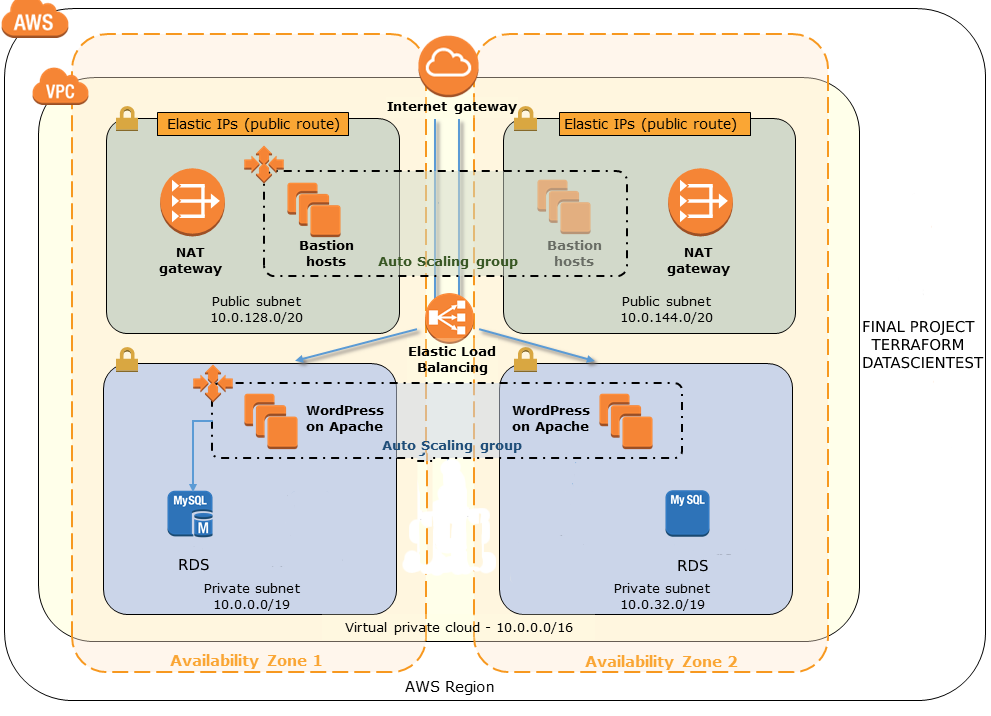 AWS
VPC
Internet gateway
Elastic IPs (public route)
Elastic IPs (public route)
NAT
gateway
Bastion
hosts
Auto Scaling group
Bastion
hosts
NAT
gateway
Public subnet
10.0.128.0/20
Public subnet
10.0.144.0/20
Elastic Load
Balancing
FINAL PROJECT
TERRAFORM
DATASCIENTEST
WordPress
on Apache
WordPress
on Apache
Auto Scaling group
MySQL
M
RDS
My SQL
RDS
Private subnet
10.0.0.0/19
Private subnet
10.0.32.0/19
Virtual private cloud - 10.0.0.0/16
Availability Zone 1
Availability Zone 2
AWS Region